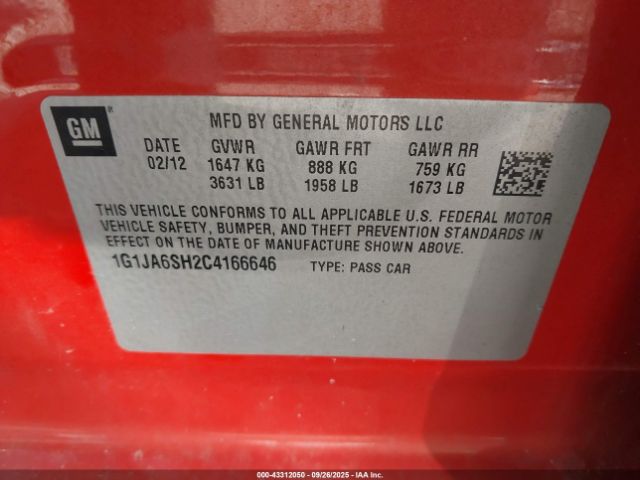 GM
MFD BY GENERAL MOTORS LLC
DATE GVWR GAWR FRT GAWR RR
02/12 1647 KG 888 KG 759 KG
3631 LB 1958 LB 1673 LB
THIS VEHICLE CONFORMS TO ALL APPLICABLE U.S. FEDERAL MOTOR
VEHICLE SAFETY, BUMPER, AND THEFT PREVENTION STANDARDS IN
EFFECT ON THE DATE OF MANUFACTURE SHOWN ABOVE.
1G1JA6SH2C4166646 TYPE: PASS CAR
000-43312050 - 09/26/2025 - IAA Inc.